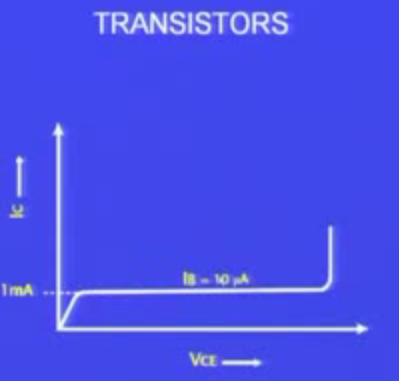 TRANSISTORS
IC
1mA
IB = 10 μA
VCE